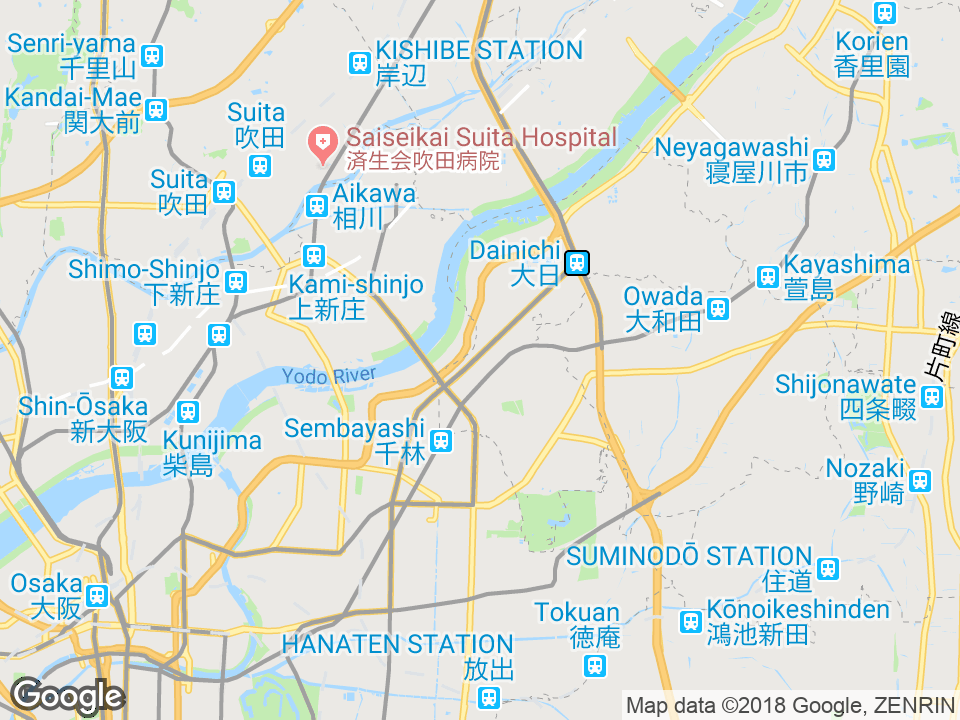 Korien
香里園
Senri-yama
千里山
KISHIBE STATION
岸辺
Kandai-Mae
関大前
Suita
吹田
Saiseikai Suita Hospital
済生会吹田病院
Neyagawashi
寝屋川市
Suita
吹田
Aikawa
相川
Dainichi
大日
Shimo-Shinjo
下新庄
Kami-shinjo
上新庄
Kayashima
萱島
Owada
大和田
片町線
Yodo River
Shijonawate
四条畷
Shin-Ōsaka
新大阪
Kunijima
柴島
Sembayashi
千林
Nozaki
野崎
SUMINODŌ STATION
住道
Osaka
大阪
Tokuan
徳庵
Kōnoikeshinden
鴻池新田
HANATEN STATION
放出
Google
Map data ©2018 Google, ZENRIN